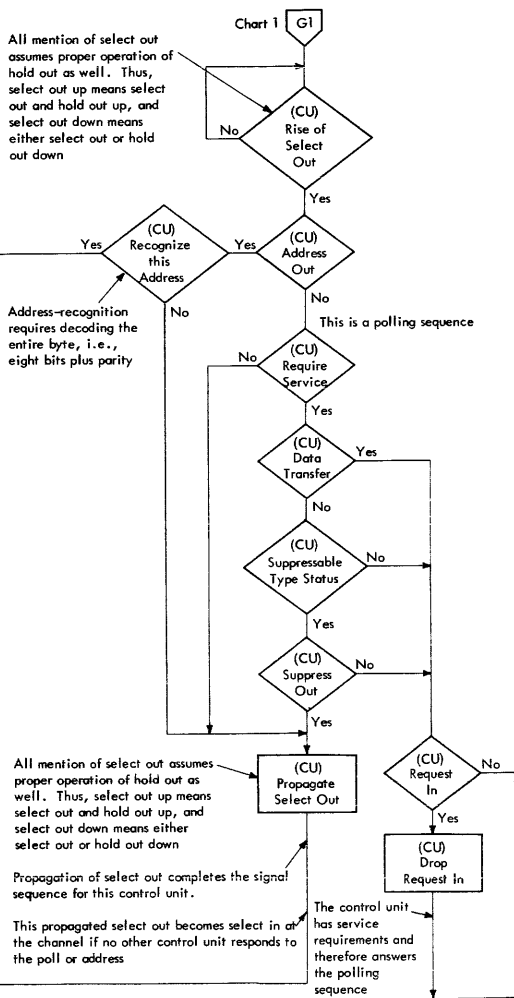 Chart 1
G1
All mention of select out
assumes proper operation of
hold out as well. Thus,
select out up means select
out and hold out up, and
select out down means
either select out or hold
out down
(CU)
Rise of
Select
Out
No
Yes
(CU)
Address
Out
Yes
(CU)
Recognize
this
Address
Yes
No
No
Address-recognition
requires decoding the
entire byte, i.e.,
eight bits plus parity
This is a polling sequence
(CU)
Require
Service
No
Yes
(CU)
Data
Transfer
Yes
No
(CU)
Suppressable
Type Status
No
Yes
(CU)
Suppress
Out
No
Yes
All mention of select out assumes
proper operation of hold out as
well. Thus, select out up means
select out and hold out up, and
select out down means either
select out or hold out down
(CU)
Propagate
Select Out
(CU)
Request
In
No
Yes
(CU)
Drop
Request in
Propagation of select out completes the signal
sequence for this control unit.
This propagated select out becomes select in at
the channel if no other control unit responds to
the poll or address
The control unit
has service
requirements and
therefore answers
the polling
sequence